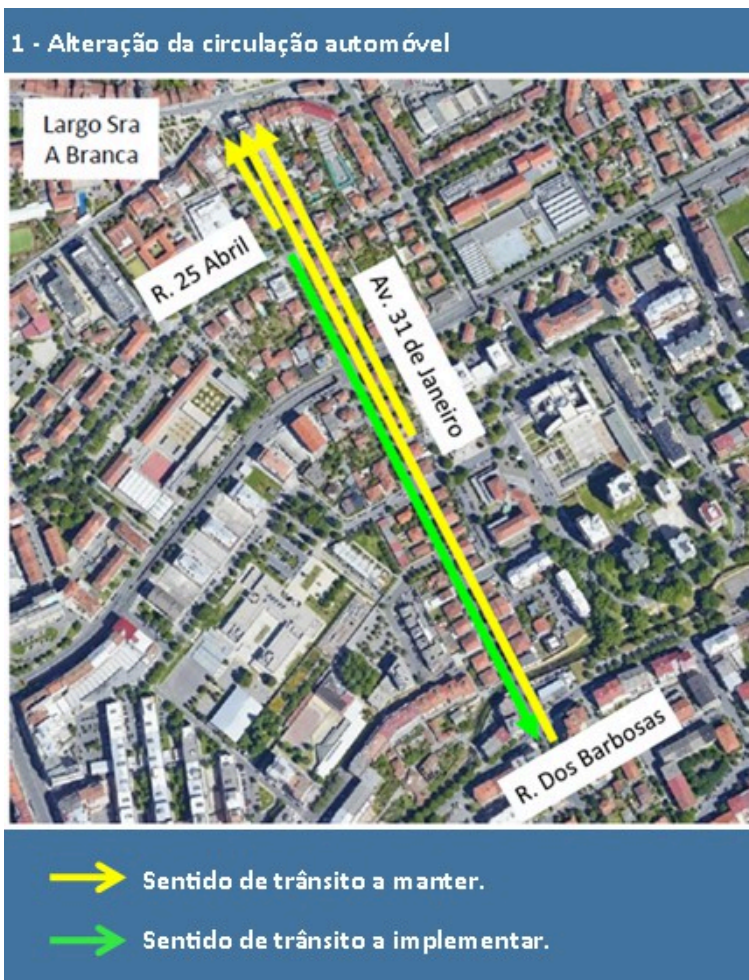 1 - Alteração da circulação automóvel
Largo Sra
A Branca
R. 25 Abril
Av. 31 de Janeiro
R. Dos Barbosas
Sentido de trânsito a manter.
Sentido de trânsito a implementar.